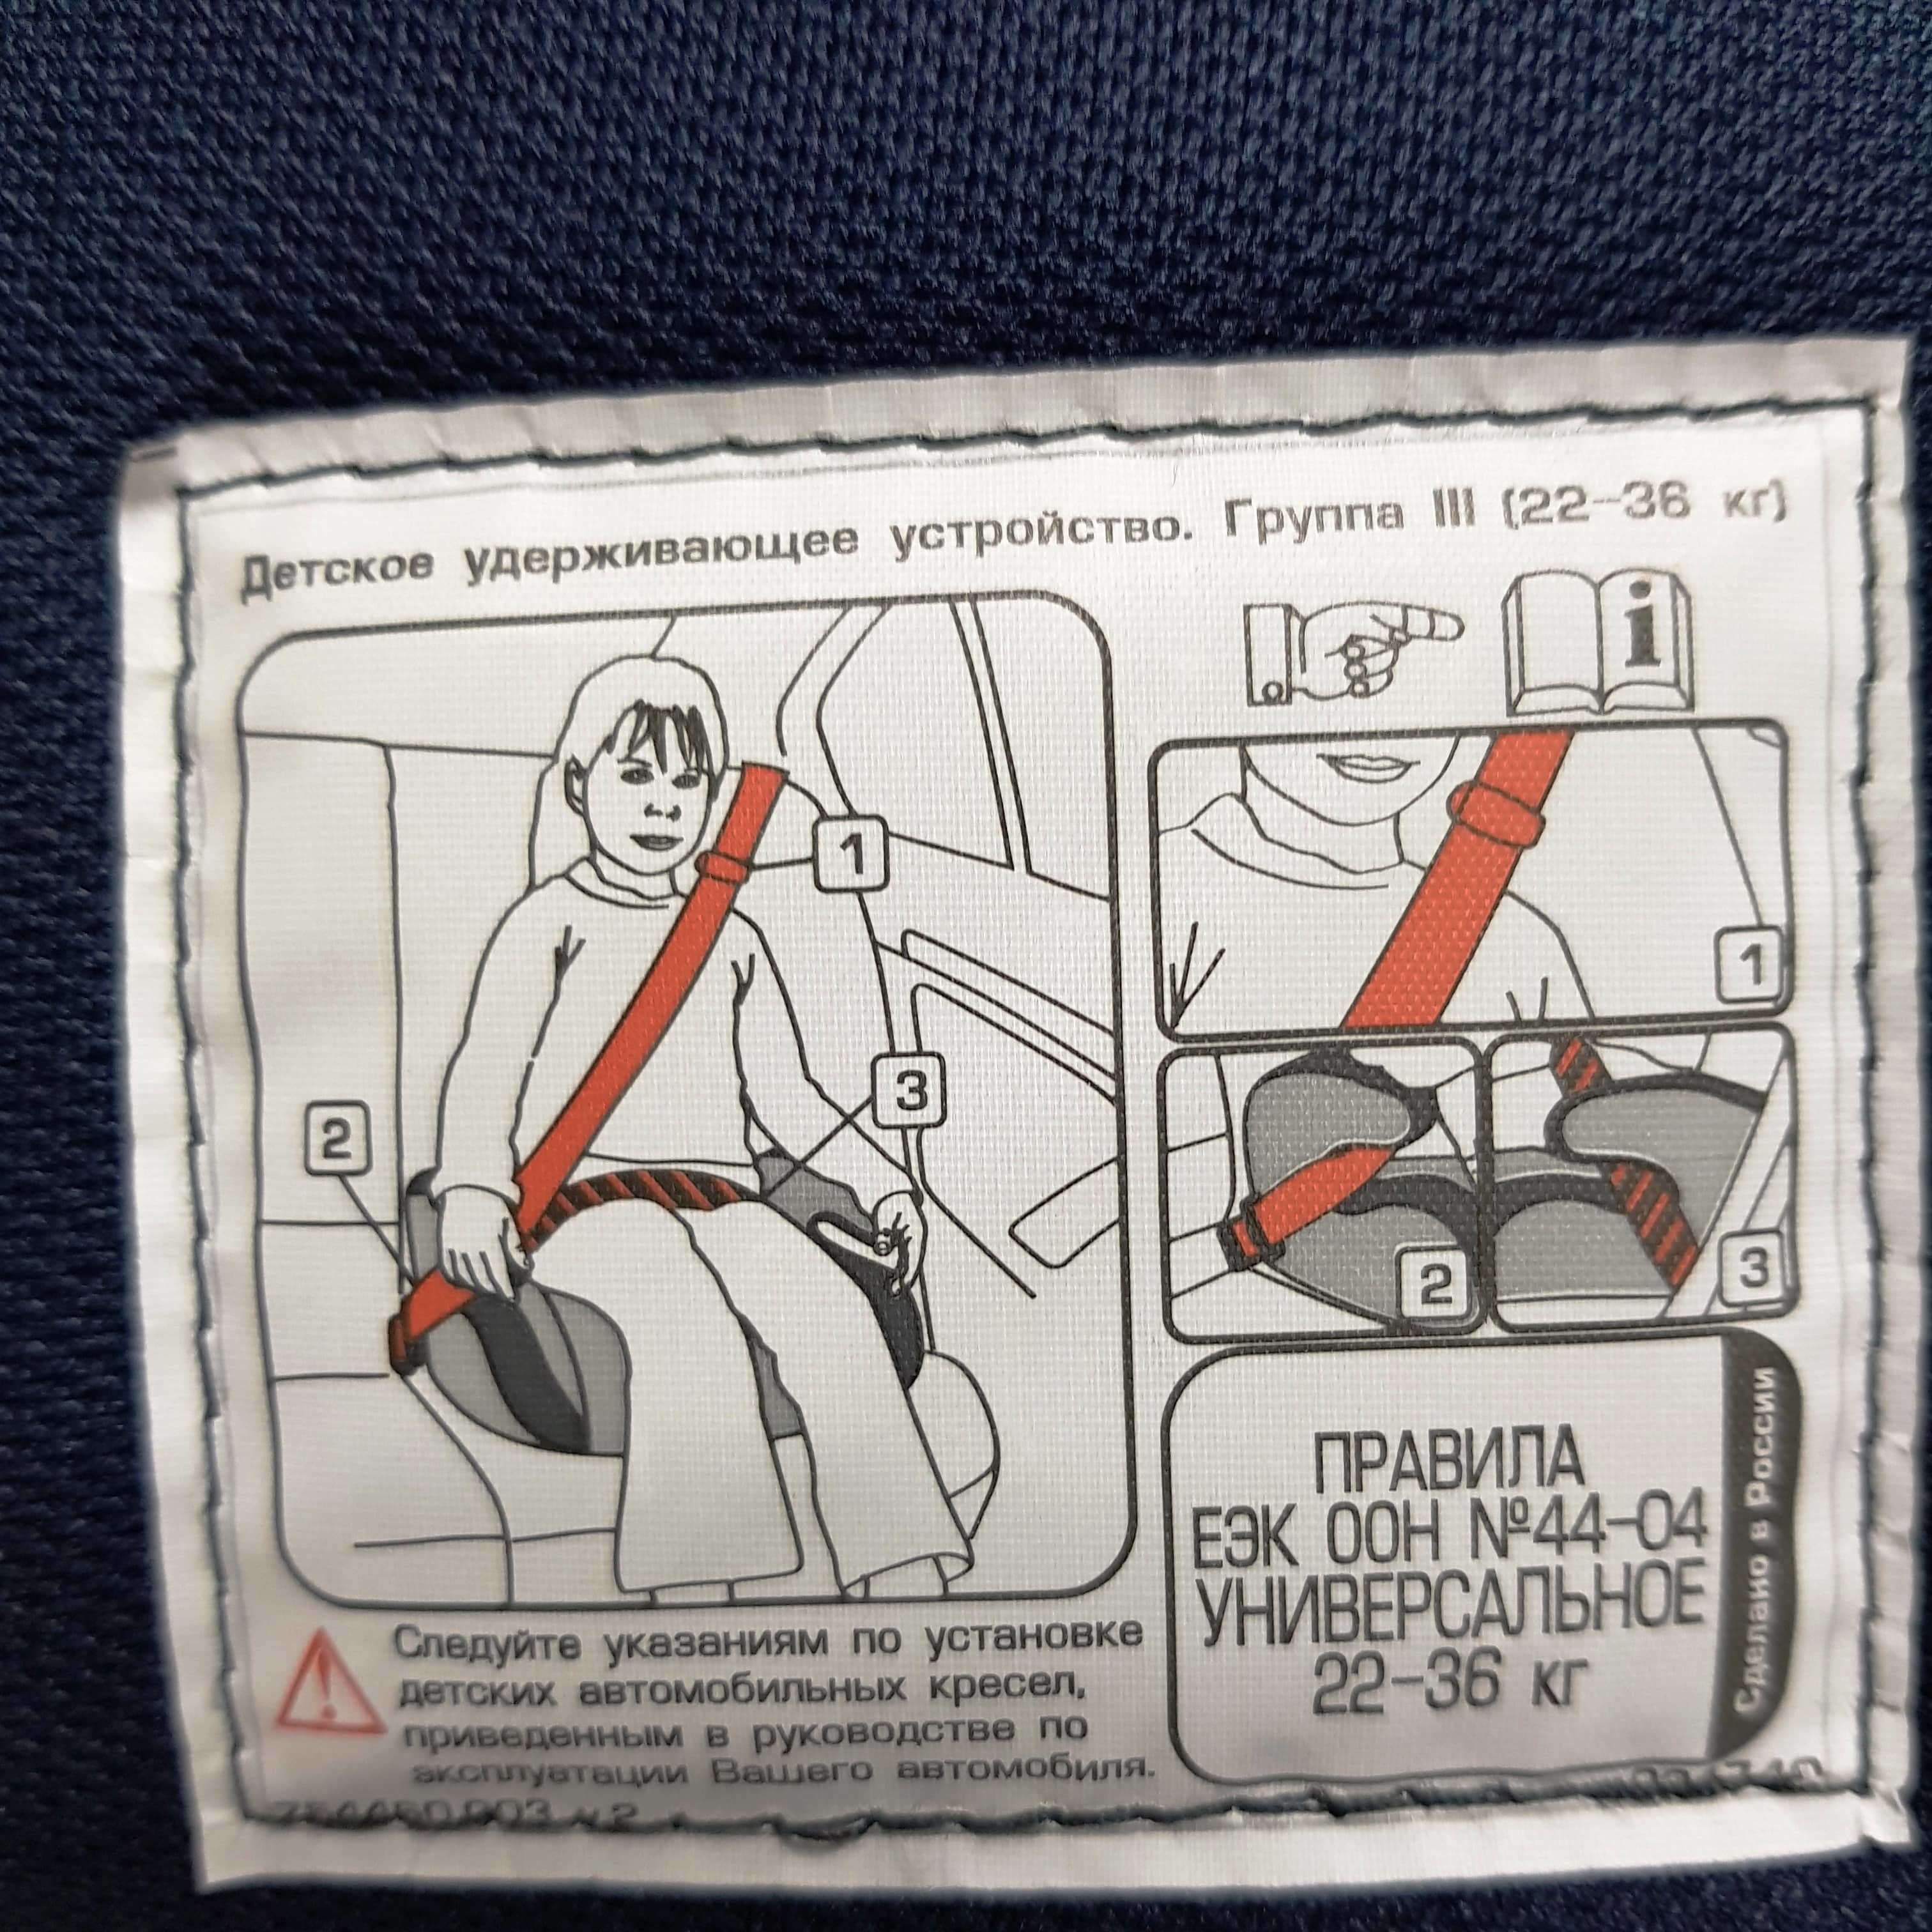 Детское удерживающее устройство. Группа III (22-36 кг)
i
1
1
3
2
2
3
ПРАВИЛА
ЕЭК ООН №44-04
УНИВЕРСАЛЬНОЕ
22-36 кг
Сделано в России
Следуйте указаниям по установке
детских автомобильных кресел,
приведенным в руководстве по
эксплуатации Вашего автомобиля.